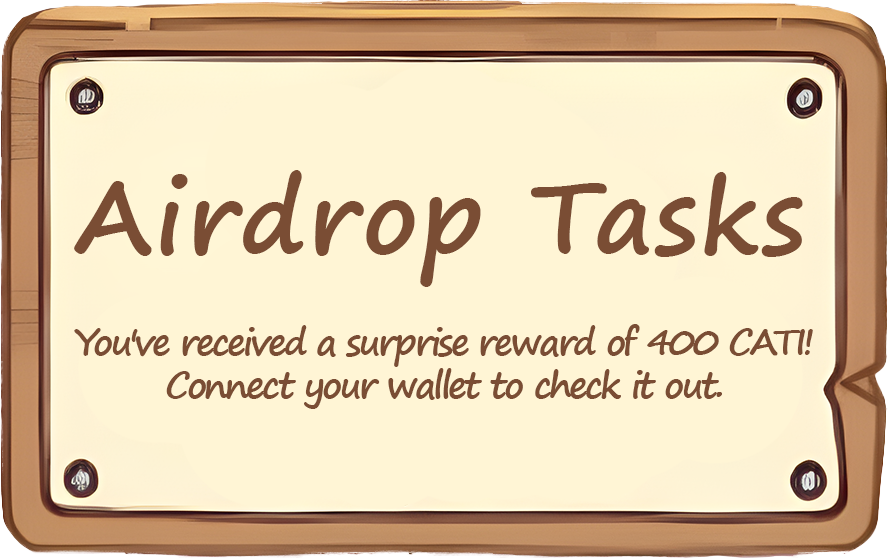 Airdrop Tasks
You've received a surprise reward of 400 CATI!
Connect your wallet to check it out.